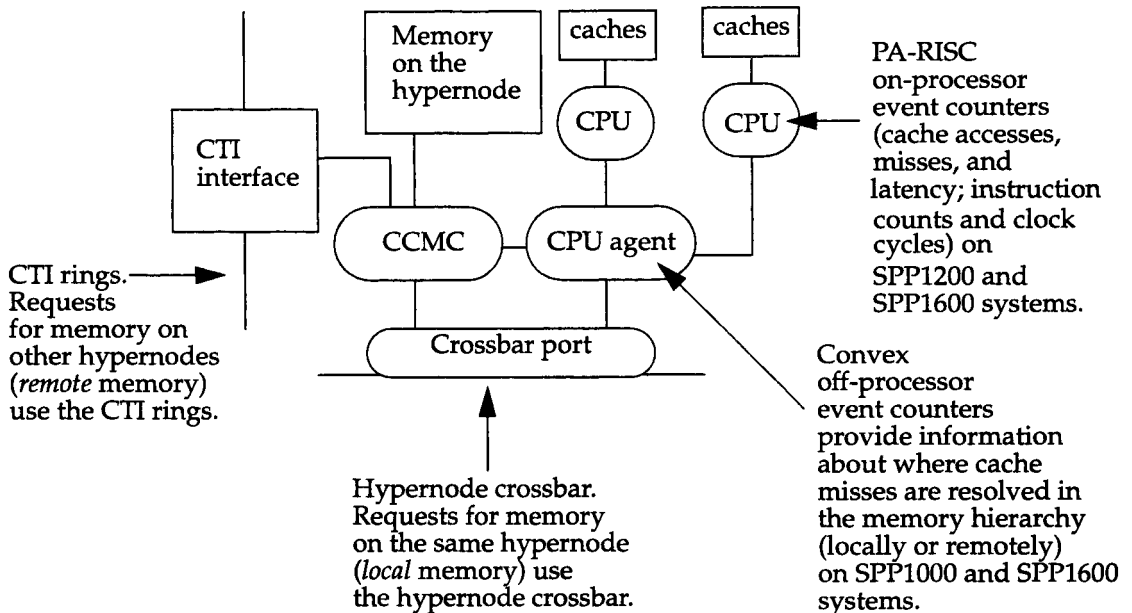 Memory
on the
hypernode
caches
caches
CPU
CPU
PA-RISC
on-processor
event counters
(cache accesses,
misses, and
latency; instruction
counts and clock
cycles) on
SPP1200 and
SPP1600 systems.
CTI
interface
CCMC
CPU agent
CTI rings.
Requests
for memory on
other hypernodes
(remote memory)
use the CTI rings.
Crossbar port
Hypernode crossbar.
Requests for memory
on the same hypernode
(local memory) use
the hypernode crossbar.
Convex
off-processor
event counters
provide information
about where cache
misses are resolved in
the memory hierarchy
(locally or remotely)
on SPP1000 and SPP1600
systems.